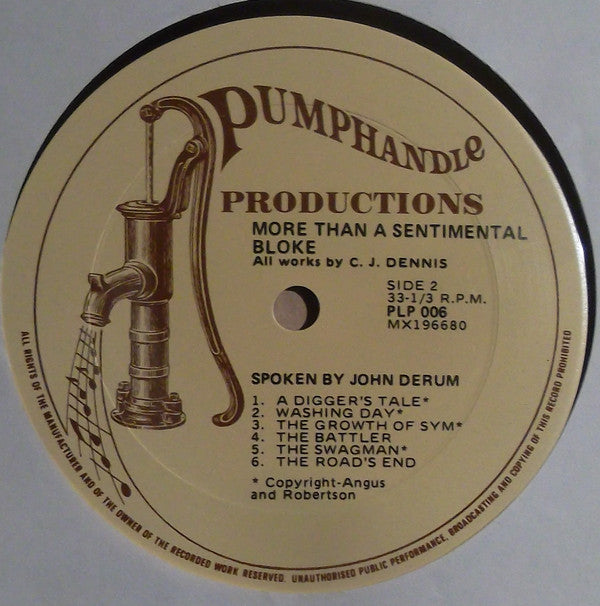 PUMPHANDLE
PRODUCTIONS
MORE THAN A SENTIMENTAL
BLOKE
All works by C. J. DENNIS
SIDE 2
33-1/3 R.P.M.
PLP 006
MX196680
SPOKEN BY JOHN DERUM
1. A DIGGER'S TALE*
2. WASHING DAY*
3. THE GROWTH OF SYM*
4. THE BATTLER
5. THE SWAGMAN*
6. THE ROAD'S END
* Copyright-Angus
and Robertson
ALL RIGHTS OF THE MANUFACTURER AND OF THE OWNER OF THE RECORDED WORK RESERVED. UNAUTHORISED PUBLIC PERFORMANCE, BROADCASTING AND COPYING OF THIS RECORD PROHIBITED